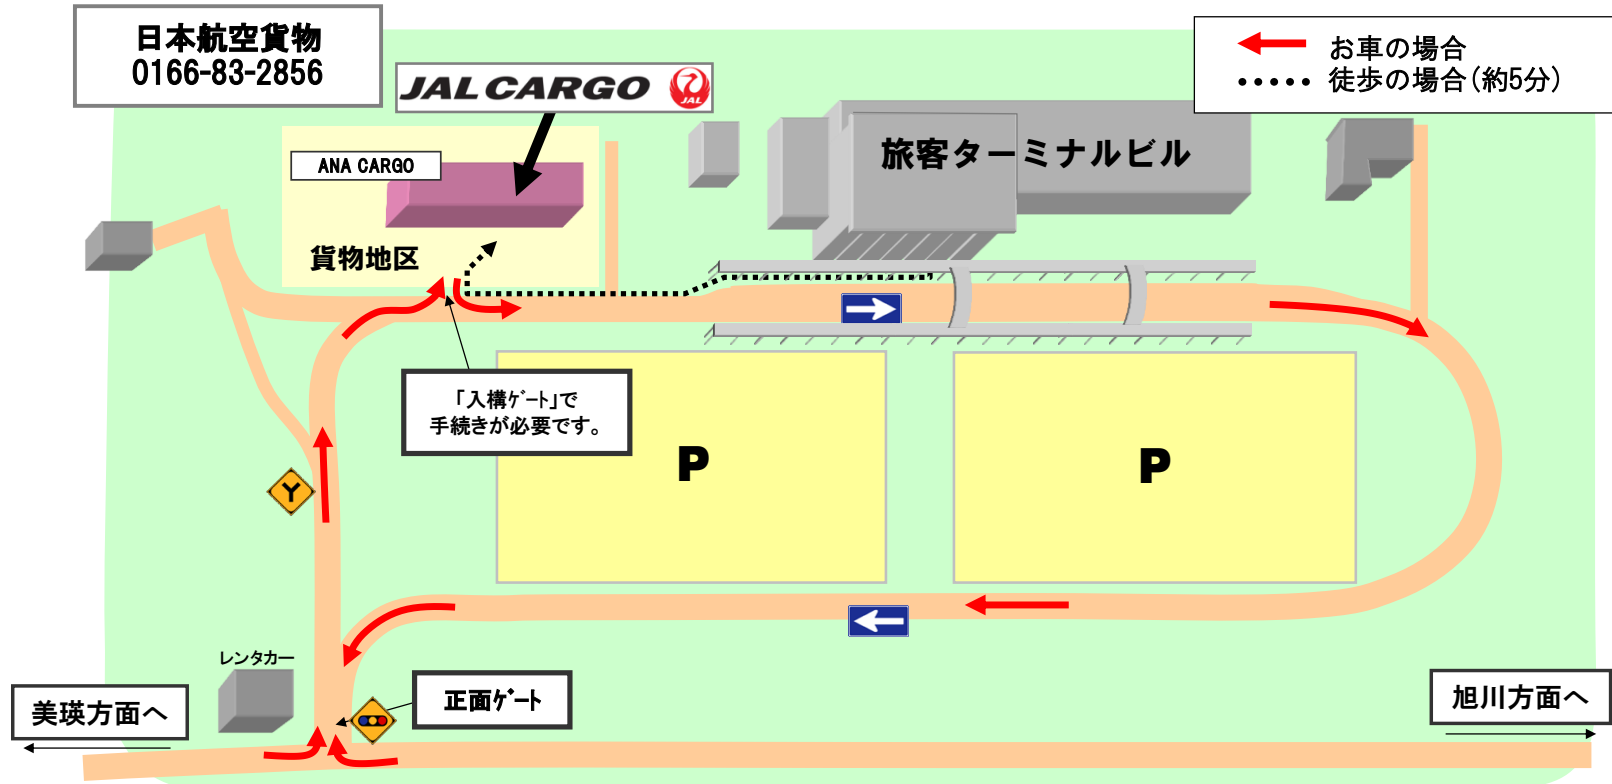 日本航空貨物
0166-83-2856
JAL CARGO
JAL
お車の場合
徒歩の場合(約5分)
ANA CARGO
旅客ターミナルビル
貨物地区
「入構ｹﾞｰﾄ」で
手続きが必要です。
P
P
レンタカー
美瑛方面へ
正面ｹﾞｰﾄ
旭川方面へ